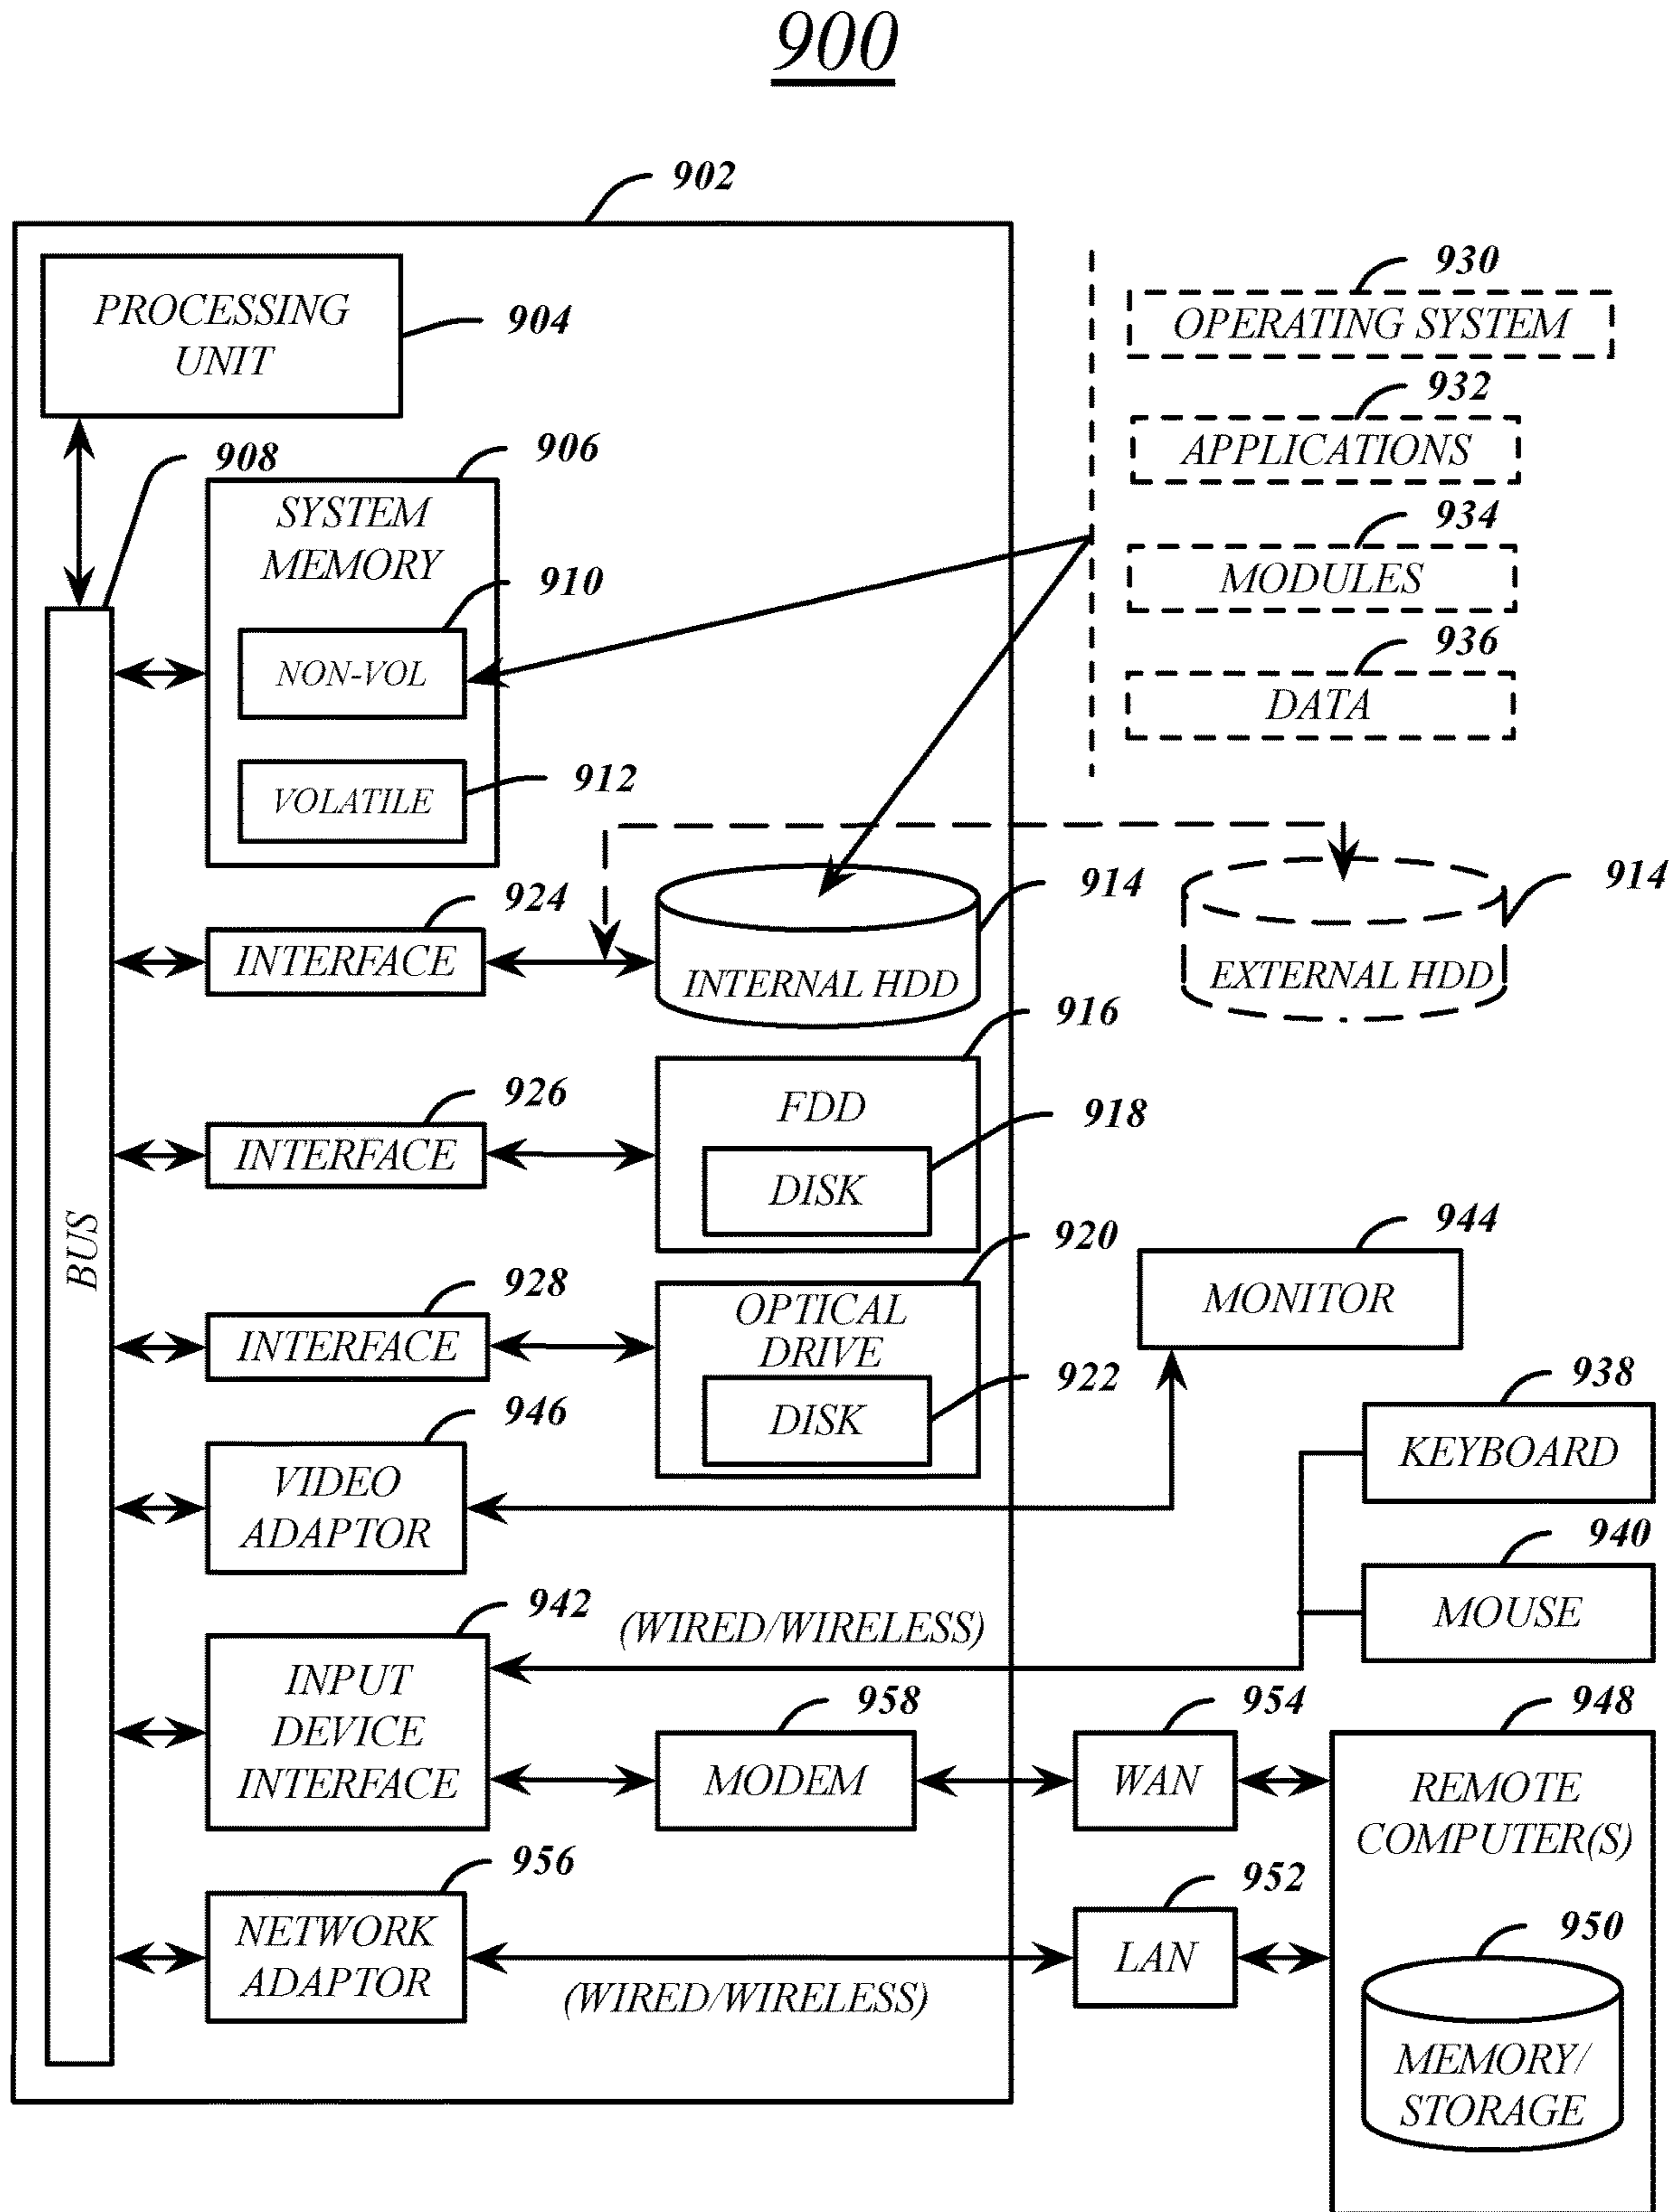 900
902
PROCESSING
UNIT
904
930
OPERATING SYSTEM
932
APPLICATIONS
934
MODULES
936
DATA
908
906
SYSTEM
MEMORY
910
NON-VOL
912
VOLATILE
BUS
924
INTERFACE
914
INTERNAL HDD
914
EXTERNAL HDD
926
INTERFACE
916
FDD
918
DISK
928
INTERFACE
920
OPTICAL
DRIVE
922
DISK
944
MONITOR
946
VIDEO
ADAPTOR
938
KEYBOARD
940
MOUSE
942
INPUT
DEVICE
INTERFACE
(WIRED/WIRELESS)
958
MODEM
954
WAN
948
REMOTE
COMPUTER(S)
956
NETWORK
ADAPTOR
(WIRED/WIRELESS)
952
LAN
950
MEMORY/
STORAGE